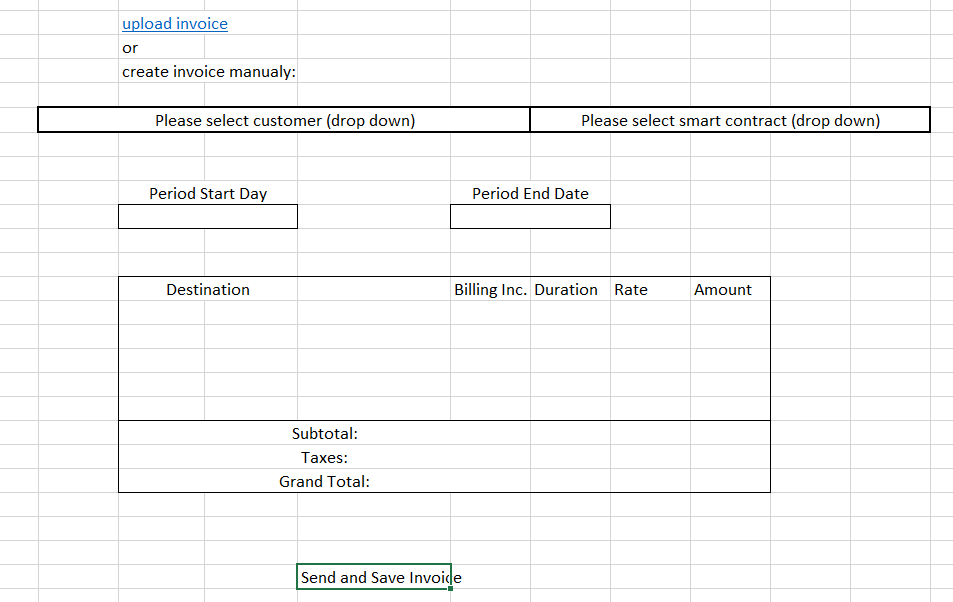 upload invoice
or
create invoice manualy:
Please select customer (drop down) Please select smart contract (drop down)
Period Start Day Period End Date
Destination Billing Inc. Duration Rate Amount
Subtotal:
Taxes:
Grand Total:
Send and Save Invoice